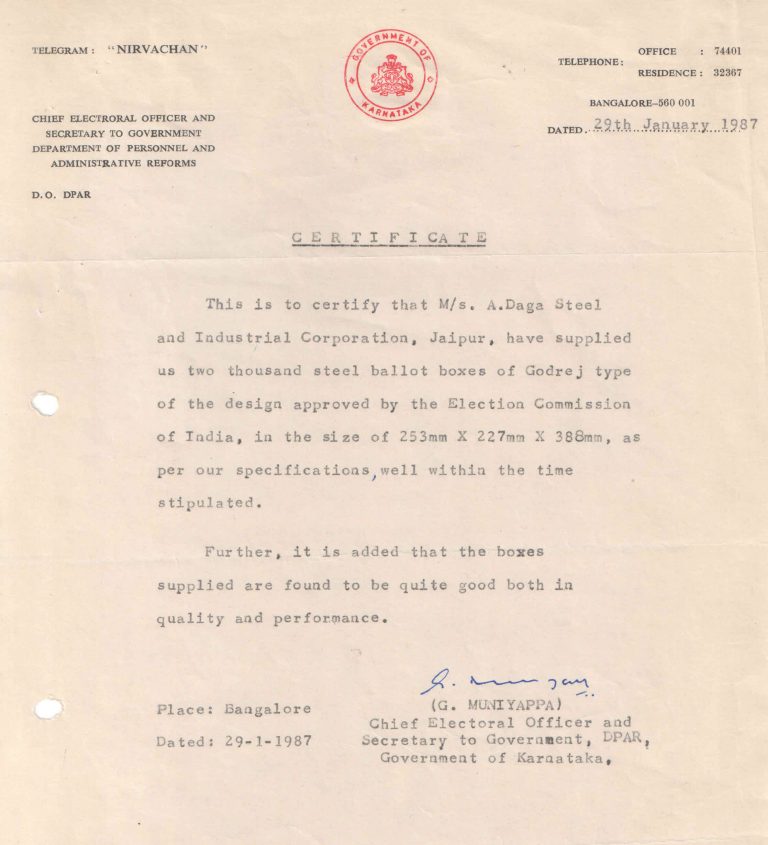 TELEGRAM : "NIRVACHAN"
GOVERNMENT OF
KARNATAKA
TELEPHONE :
OFFICE : 74401
RESIDENCE : 32367
BANGALORE–560 001
DATED. 29th January 1987
CHIEF ELECTRORAL OFFICER AND
SECRETARY TO GOVERNMENT
DEPARTMENT OF PERSONNEL AND
ADMINISTRATIVE REFORMS
D. O. DPAR
CERTIFICATE
This is to certify that M/s. A.Daga Steel
and Industrial Corporation, Jaipur, have supplied
us two thousand steel ballot boxes of Godrej type
of the design approved by the Election Commission
of India, in the size of 253mm X 227mm X 388mm, as
per our specifications,well within the time
stipulated.
Further, it is added that the boxes
supplied are found to be quite good both in
quality and performance.
Place: Bangalore
Dated: 29-1-1987
(G. MUNIYAPPA)
Chief Electoral Officer and
Secretary to Government, DPAR,
Government of Karnataka,